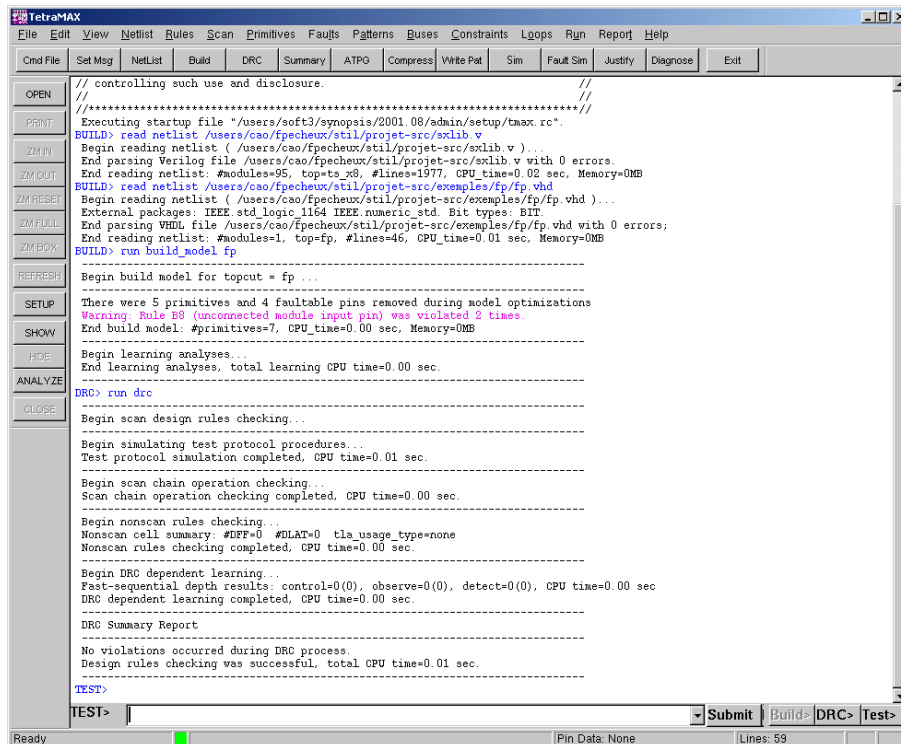 TetraMAX
File Edit View Netlist Rules Scan Primitives Faults Patterns Buses Constraints Loops Run Report Help
Cmd File Set Msg NetList Build DRC Summary ATPG Compress Write Pat Sim Fault Sim Justify Diagnose Exit
OPEN
PRINT
ZM IN
ZM OUT
ZM RESET
ZM FULL
ZM BOX
REFRESH
SETUP
SHOW
HIDE
ANALYZE
CLOSE
// controlling such use and disclosure. //
// //
//*****************************************************************************//
Executing startup file "/users/soft3/synopsis/2001.08/admin/setup/tmax.rc".
BUILD> read netlist /users/cao/fpecheux/stil/projet-src/sxlib.v
Begin reading netlist ( /users/cao/fpecheux/stil/projet-src/sxlib.v )...
End parsing Verilog file /users/cao/fpecheux/stil/projet-src/sxlib.v with 0 errors.
End reading netlist: #modules=95, top=ts_x8, #lines=1977, CPU_time=0.02 sec, Memory=0MB
BUILD> read netlist /users/cao/fpecheux/stil/projet-src/exemples/fp/fp.vhd
Begin reading netlist ( /users/cao/fpecheux/stil/projet-src/exemples/fp/fp.vhd )...
External packages: IEEE.std_logic_1164 IEEE.numeric_std. Bit types: BIT.
End parsing VHDL file /users/cao/fpecheux/stil/projet-src/exemples/fp/fp.vhd with 0 errors;
End reading netlist: #modules=1, top=fp, #lines=46, CPU_time=0.01 sec, Memory=0MB
BUILD> run build_model fp
------------------------------------------------------------------------------
Begin build model for topcut = fp ...
------------------------------------------------------------------------------
There were 5 primitives and 4 faultable pins removed during model optimizations
Warning: Rule B8 (unconnected module input pin) was violated 2 times.
End build model: #primitives=7, CPU_time=0.00 sec, Memory=0MB
------------------------------------------------------------------------------
Begin learning analyses...
End learning analyses, total learning CPU time=0.00 sec.
------------------------------------------------------------------------------
DRC> run drc
------------------------------------------------------------------------------
Begin scan design rules checking...
------------------------------------------------------------------------------
Begin simulating test protocol procedures...
Test protocol simulation completed, CPU time=0.01 sec.
------------------------------------------------------------------------------
Begin scan chain operation checking...
Scan chain operation checking completed, CPU time=0.00 sec.
------------------------------------------------------------------------------
Begin nonscan rules checking...
Nonscan cell summary: #DFF=0 #DLAT=0 tla_usage_type=none
Nonscan rules checking completed, CPU time=0.00 sec.
------------------------------------------------------------------------------
Begin DRC dependent learning...
Fast-sequential depth results: control=0(0), observe=0(0), detect=0(0), CPU time=0.00 sec
DRC dependent learning completed, CPU time=0.00 sec.
------------------------------------------------------------------------------
DRC Summary Report
------------------------------------------------------------------------------
No violations occurred during DRC process.
Design rules checking was successful, total CPU time=0.01 sec.
------------------------------------------------------------------------------
TEST>
TEST> Submit Build> DRC> Test>
Ready Pin Data: None Lines: 59